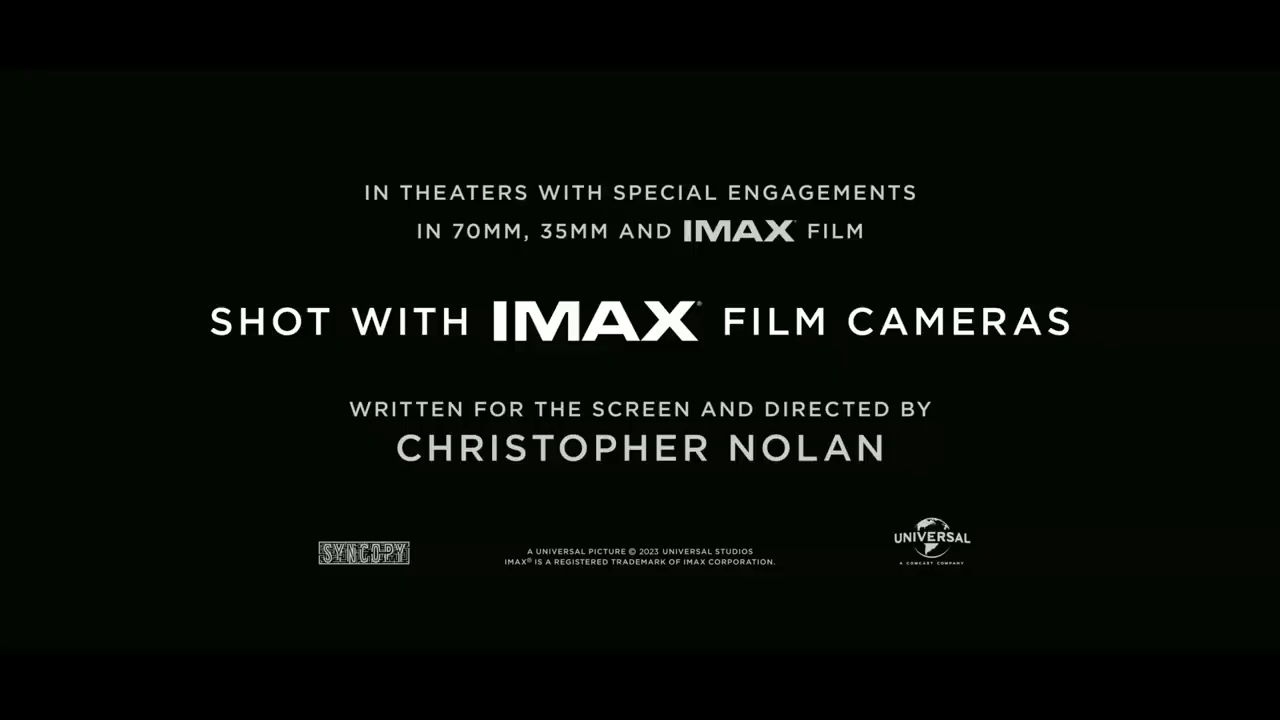 IN THEATERS WITH SPECIAL ENGAGEMENTS
IN 70MM, 35MM AND IMAX® FILM
SHOT WITH IMAX® FILM CAMERAS
WRITTEN FOR THE SCREEN AND DIRECTED BY
CHRISTOPHER NOLAN
SYNCOPY
A UNIVERSAL PICTURE © 2023 UNIVERSAL STUDIOS
IMAX® IS A REGISTERED TRADEMARK OF IMAX CORPORATION.
UNIVERSAL
A COMCAST COMPANY